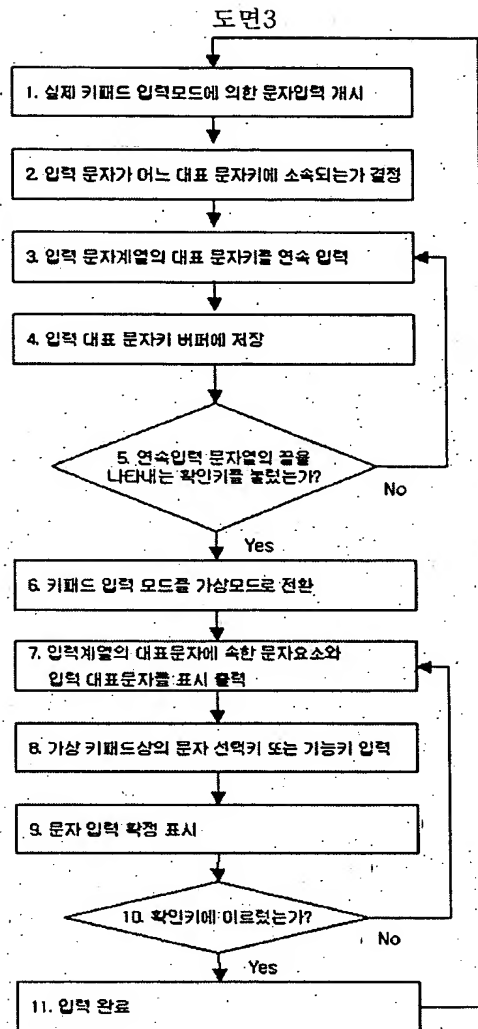 도면3
1. 실제 키패드 입력모드에 의한 문자입력 개시
2. 입력 문자가 어느 대표 문자키에 소속되는가 결정
3. 입력 문자계열의 대표 문자키를 연속 입력
4. 입력 대표 문자키 버퍼에 저장
5. 연속입력 문자열의 끝을
나타내는 확인키를 눌렀는가?
No
Yes
6. 키패드 입력 모드를 가상모드로 전환
7. 입력계열의 대표문자에 속한 문자요소와
입력 대표문자를 표시 출력
8. 가상 키패드상의 문자 선택키 또는 기능키 입력
9. 문자 입력 확정 표시
10. 확인키에 이르렀는가?
No
Yes
11. 입력 완료